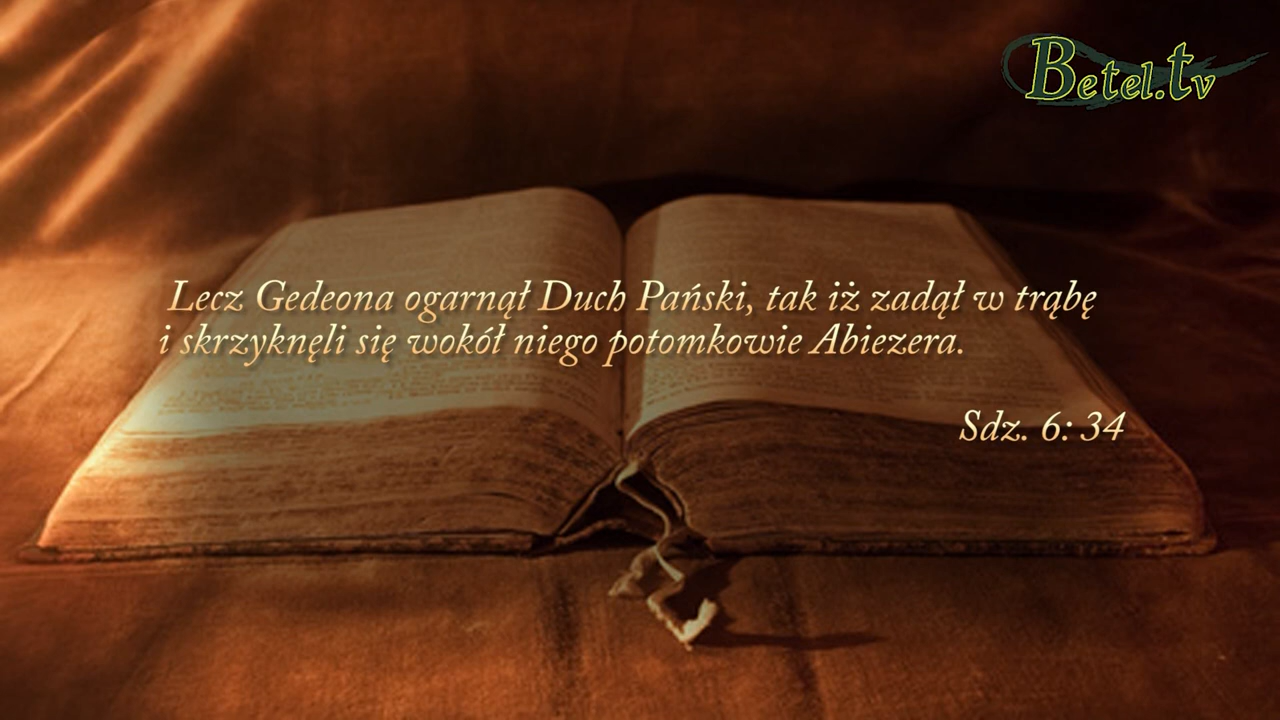 Betel.tv
Lecz Gedeona ogarnął Duch Pański, tak iż zadął w trąbę
i skrzyknęli się wokół niego potomkowie Abiezera.
Sdz. 6: 34